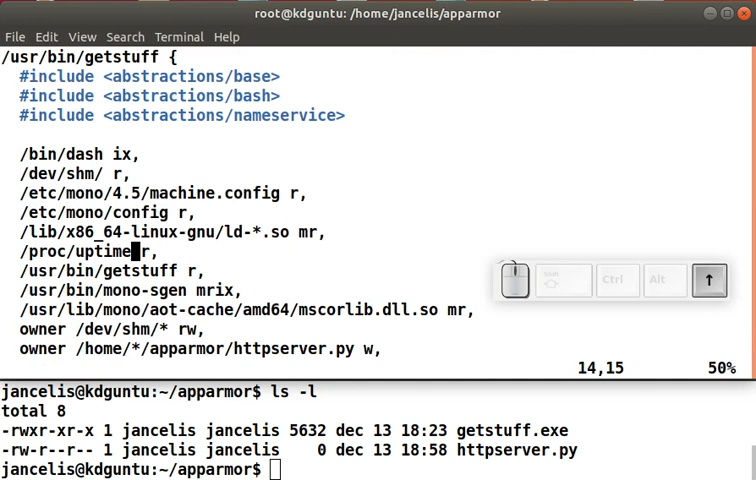 root@kdguntu: /home/jancelis/apparmor
File Edit View Search Terminal Help
/usr/bin/getstuff {
#include <abstractions/base>
#include <abstractions/bash>
#include <abstractions/nameservice>
/bin/dash ix,
/dev/shm/ r,
/etc/mono/4.5/machine.config r,
/etc/mono/config r,
/lib/x86_64-linux-gnu/ld-*.so mr,
/proc/uptime r,
/usr/bin/getstuff r,
/usr/bin/mono-sgen mrix,
/usr/lib/mono/aot-cache/amd64/mscorlib.dll.so mr,
owner /dev/shm/* rw,
owner /home/*/apparmor/httpserver.py w,
Ctrl Alt ↑
14,15 50%
jancelis@kdguntu:~/apparmor$ ls -l
total 8
-rwxr-xr-x 1 jancelis jancelis 5632 dec 13 18:23 getstuff.exe
-rw-r--r-- 1 jancelis jancelis 0 dec 13 18:58 httpserver.py
jancelis@kdguntu:~/apparmor$